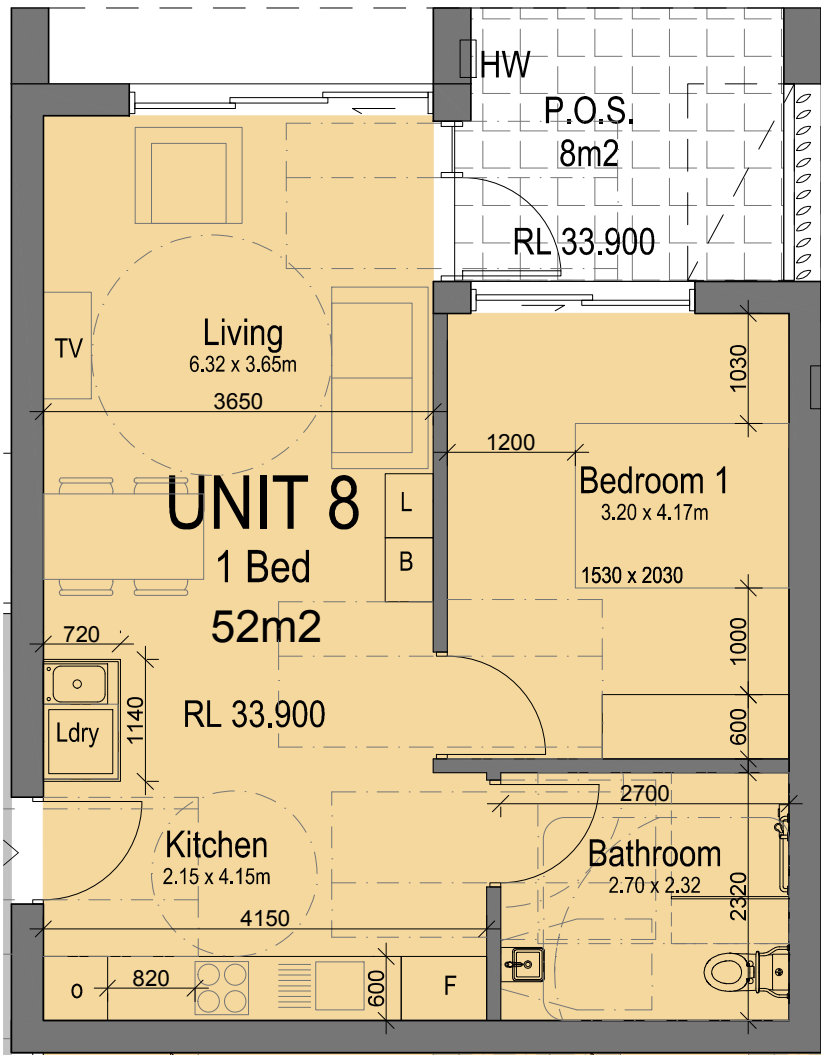 HW
P.O.S.
8m2
RL 33.900
Living
6.32 x 3.65m
TV
3650
1030
1200
Bedroom 1
3.20 x 4.17m
1530 x 2030
L
B
UNIT 8
1 Bed
52m2
RL 33.900
720
1140
Ldry
1000
600
Kitchen
2.15 x 4.15m
4150
2700
Bathroom
2.70 x 2.32
2320
o
820
600
F